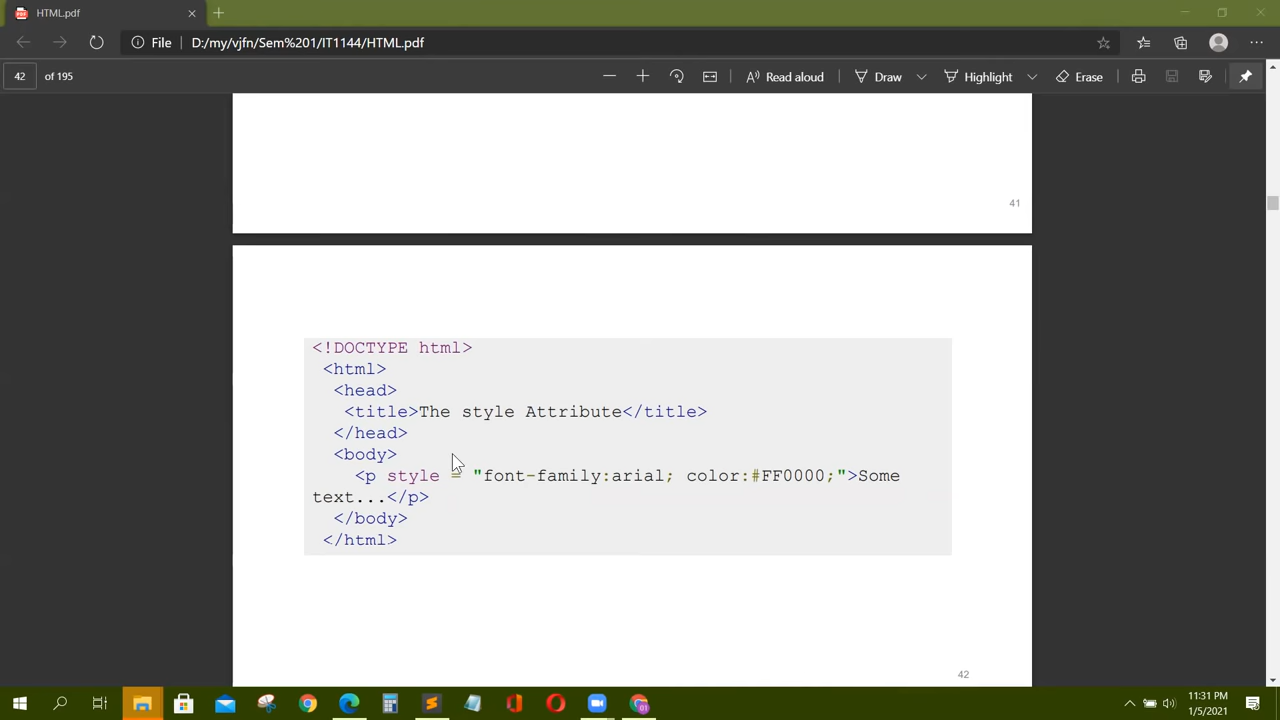 HTML.pdf
File
D:/my/vjfn/Sem%201/IT1144/HTML.pdf
42 of 195
Read aloud
Draw
Highlight
Erase
41
<!DOCTYPE html>
<html>
<head>
<title>The style Attribute</title>
</head>
<body>
<p style = "font-family:arial; color:#FF0000;">Some
text...</p>
</body>
</html>
42
11:31 PM
1/5/2021